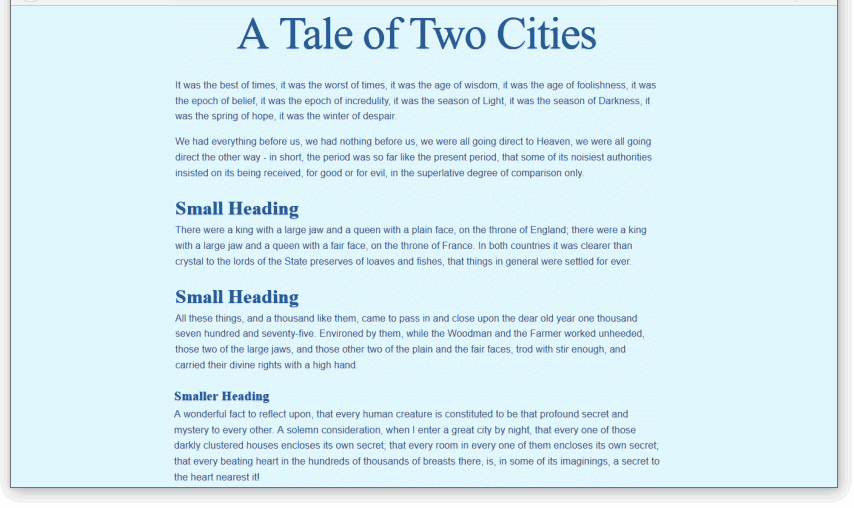 A Tale of Two Cities
It was the best of times, it was the worst of times, it was the age of wisdom, it was the age of foolishness, it was
the epoch of belief, it was the epoch of incredulity, it was the season of Light, it was the season of Darkness, it
was the spring of hope, it was the winter of despair.
We had everything before us, we had nothing before us, we were all going direct to Heaven, we were all going
direct the other way - in short, the period was so far like the present period, that some of its noisiest authorities
insisted on its being received, for good or for evil, in the superlative degree of comparison only.
Small Heading
There were a king with a large jaw and a queen with a plain face, on the throne of England; there were a king
with a large jaw and a queen with a fair face, on the throne of France. In both countries it was clearer than
crystal to the lords of the State preserves of loaves and fishes, that things in general were settled for ever.
Small Heading
All these things, and a thousand like them, came to pass in and close upon the dear old year one thousand
seven hundred and seventy-five. Environed by them, while the Woodman and the Farmer worked unheeded,
those two of the large jaws, and those other two of the plain and the fair faces, trod with stir enough, and
carried their divine rights with a high hand.
Smaller Heading
A wonderful fact to reflect upon, that every human creature is constituted to be that profound secret and
mystery to every other. A solemn consideration, when I enter a great city by night, that every one of those
darkly clustered houses encloses its own secret; that every room in every one of them encloses its own secret;
that every beating heart in the hundreds of thousands of breasts there, is, in some of its imaginings, a secret to
the heart nearest it!